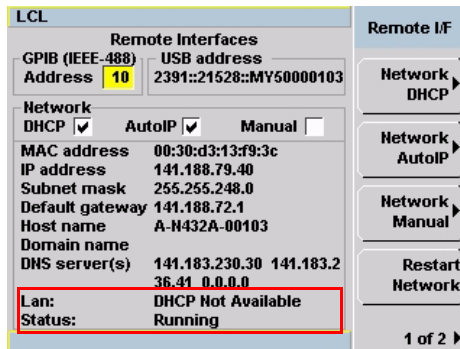 LCL
Remote Interfaces
GPIB (IEEE-488)
Address 10
USB address
2391::21528::MY50000103
Network
DHCP AutoIP Manual
MAC address 00:30:d3:13:f9:3c
IP address 141.188.79.40
Subnet mask 255.255.248.0
Default gateway 141.188.72.1
Host name A-N432A-00103
Domain name
DNS server(s) 141.183.230.30 141.183.2
36.41 0.0.0.0
Lan: DHCP Not Available
Status: Running
Remote I/F
Network
DHCP
Network
AutoIP
Network
Manual
Restart
Network
1 of 2